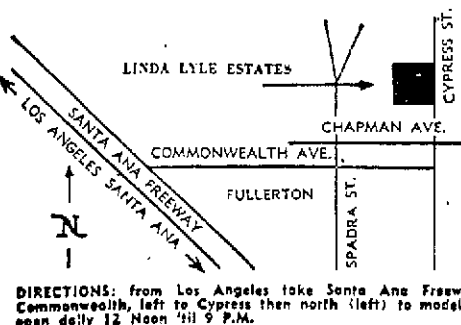 LINDA LYLE ESTATES
CYPRESS ST.
SANTA ANA FREEWAY
LOS ANGELES SANTA ANA
CHAPMAN AVE.
COMMONWEALTH AVE.
FULLERTON
SPADRA ST.
N
DIRECTIONS: from Los Angeles take Santa Ana Freew
Commonwealth, left to Cypress then north (left) to model
open daily 12 Noon 'til 9 P.M.